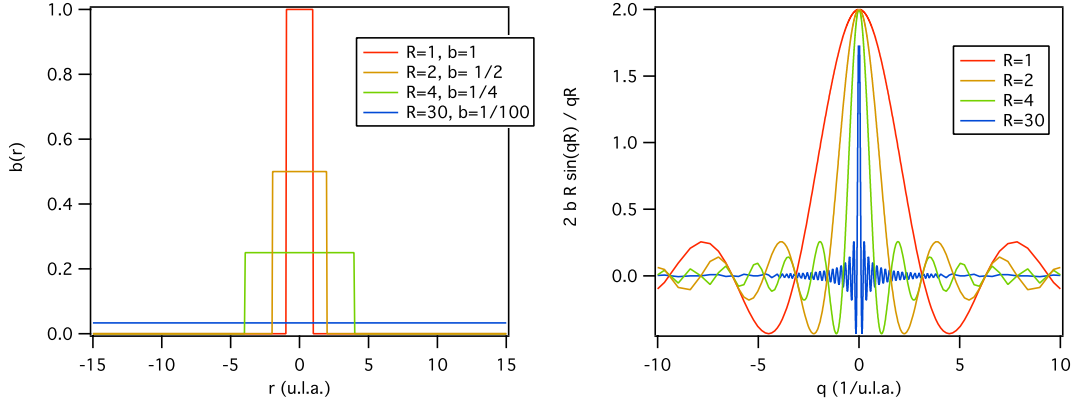 1.0
0.8
0.6
0.4
0.2
0.0
b(r)
-15
-10
-5
0
5
10
15
r (u.l.a.)
R=1, b=1
R=2, b= 1/2
R=4, b=1/4
R=30, b=1/100
2.0
1.5
1.0
0.5
0.0
2 b R sin(qR) / qR
-10
-5
0
5
10
q (1/u.l.a.)
R=1
R=2
R=4
R=30